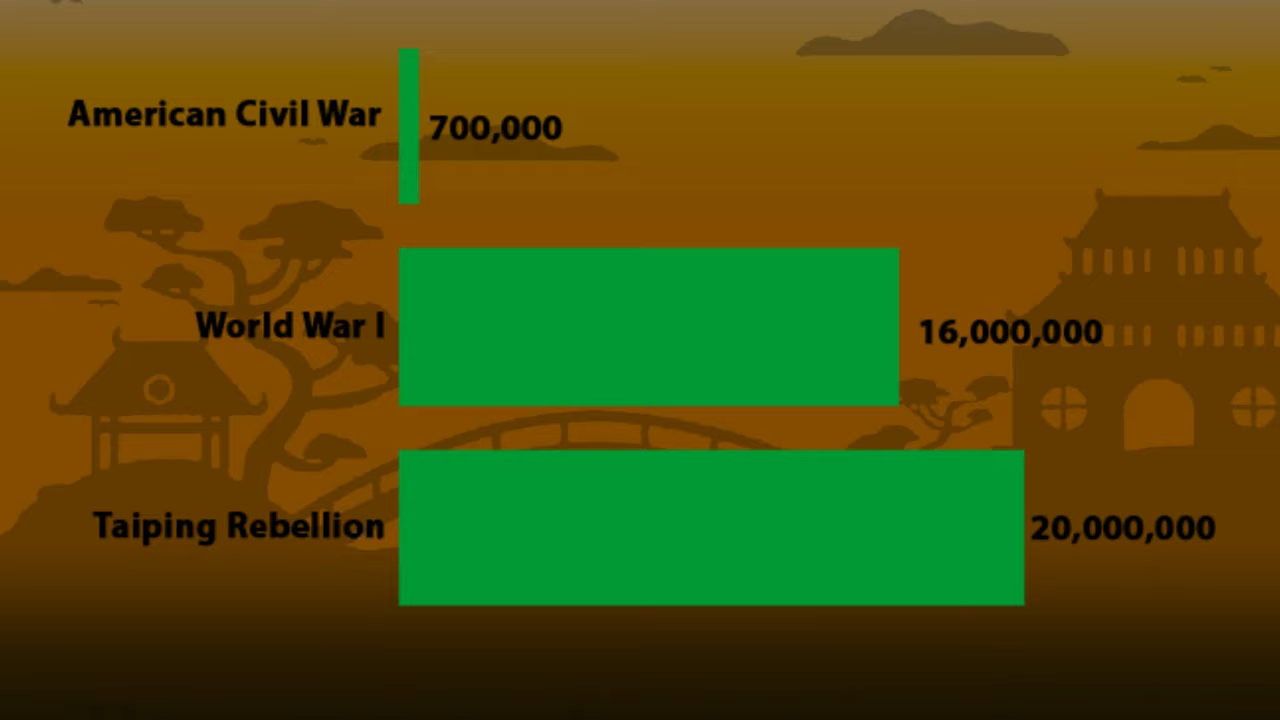 American Civil War
700,000
World War I
16,000,000
Taiping Rebellion
20,000,000